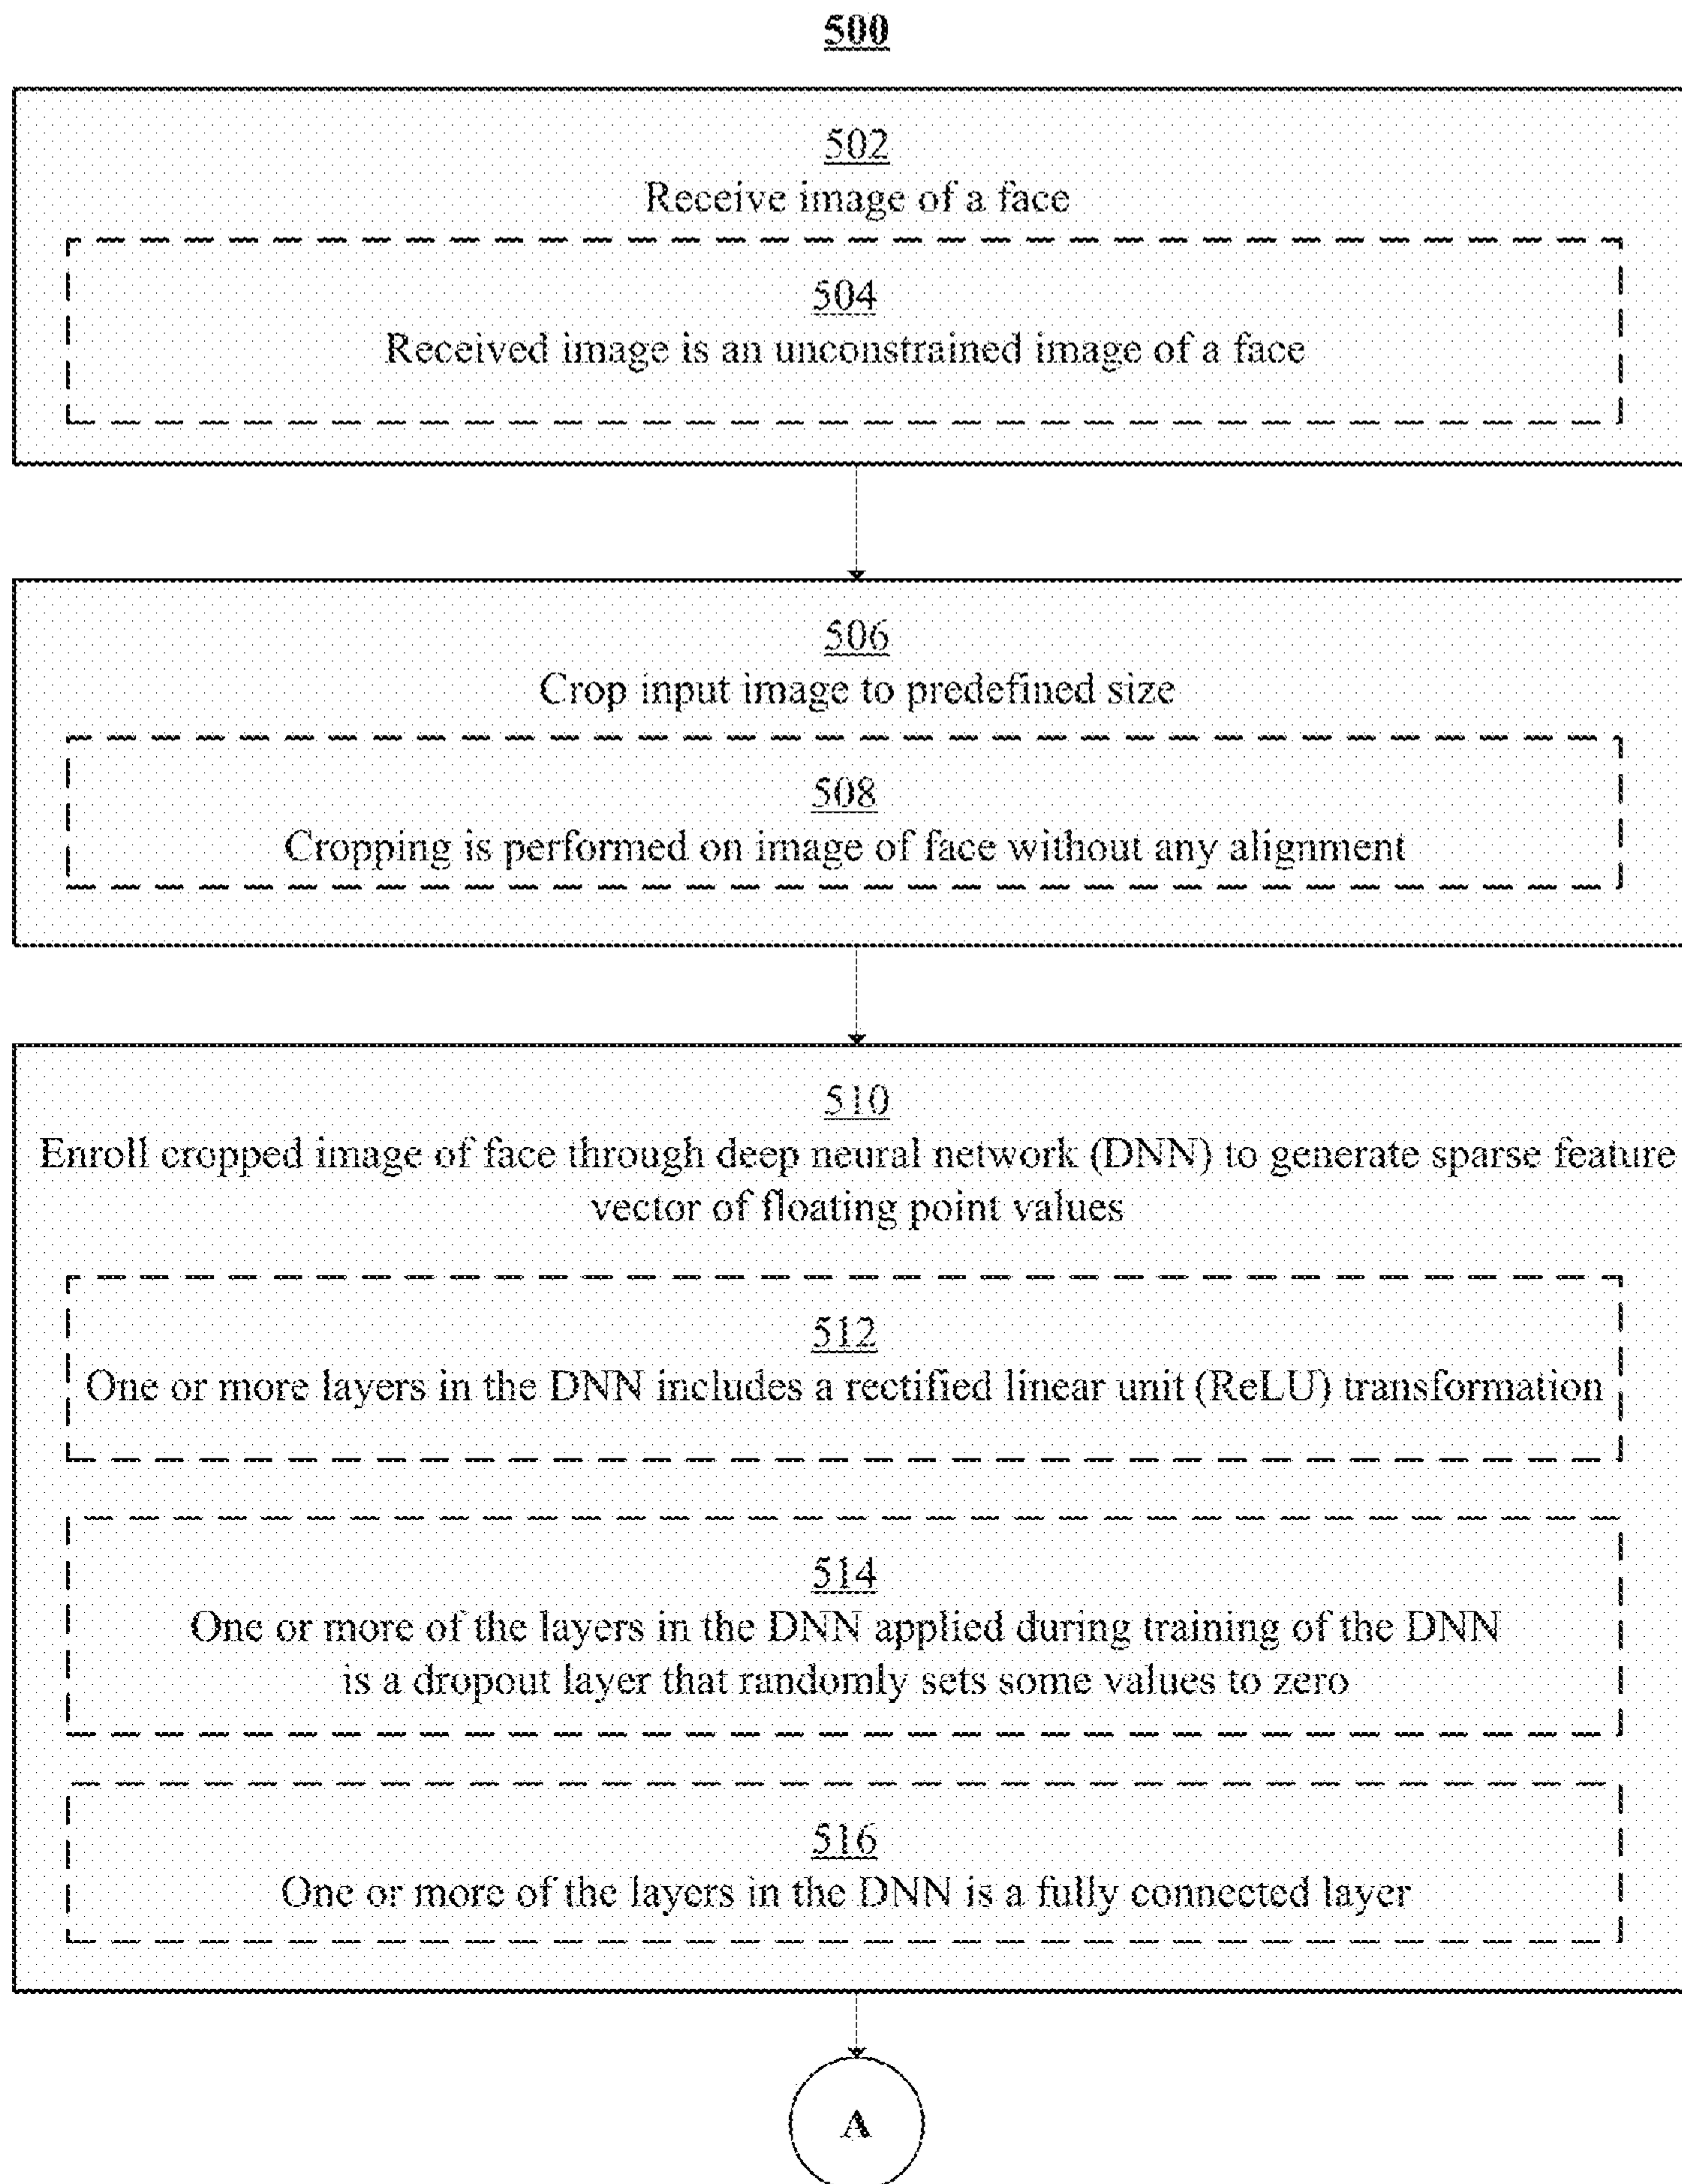 500
502
Receive image of a face
504
Received image is an unconstrained image of a face
506
Crop input image to predefined size
508
Cropping is performed on image of face without any alignment
510
Enroll cropped image of face through deep neural network (DNN) to generate sparse feature
vector of floating point values
512
One or more layers in the DNN includes a rectified linear unit (ReLU) transformation
514
One or more of the layers in the DNN applied during training of the DNN
is a dropout layer that randomly sets some values to zero
516
One or more of the layers in the DNN is a fully connected layer
A